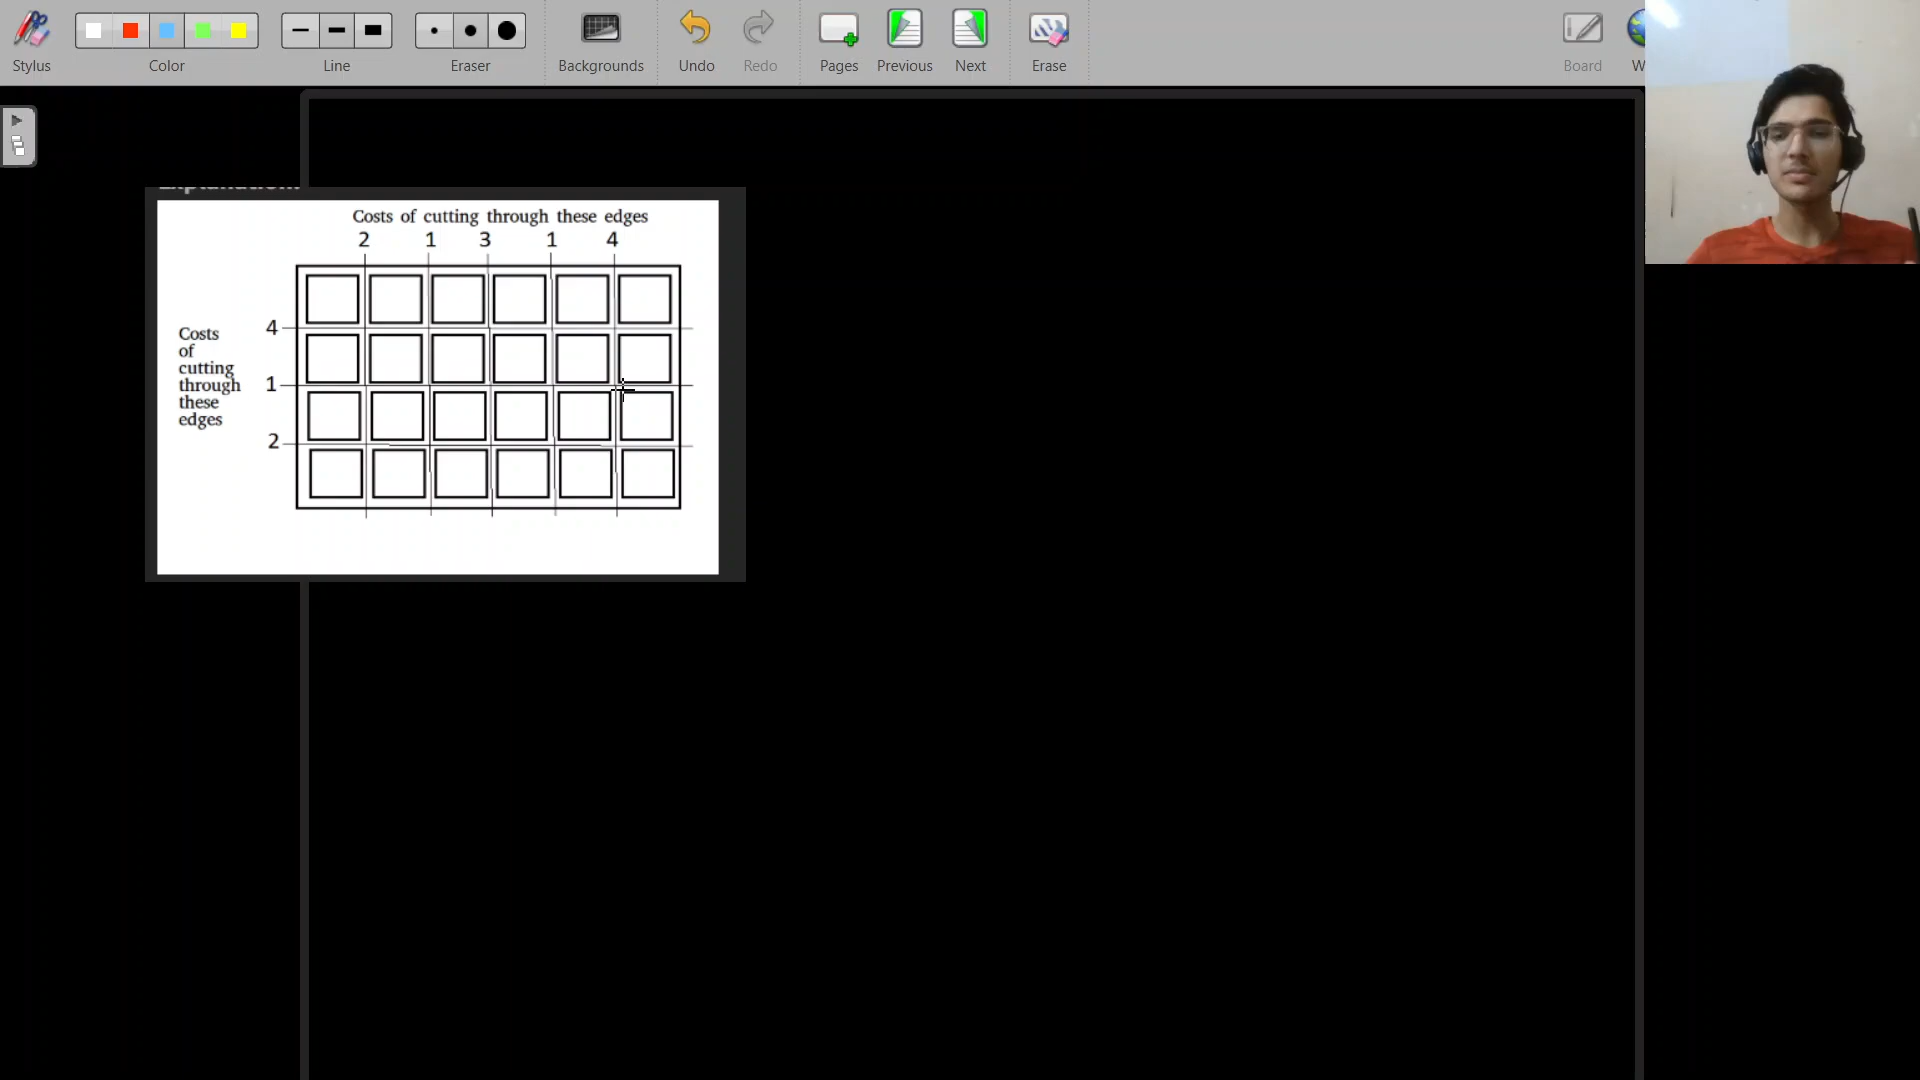 Stylus
Color
Line
Eraser
Backgrounds
Undo
Redo
Pages
Previous
Next
Erase
Board
W
Explanation:
Costs of cutting through these edges
2 1 3 1 4
Costs
of
cutting
through
these
edges
4
1
2